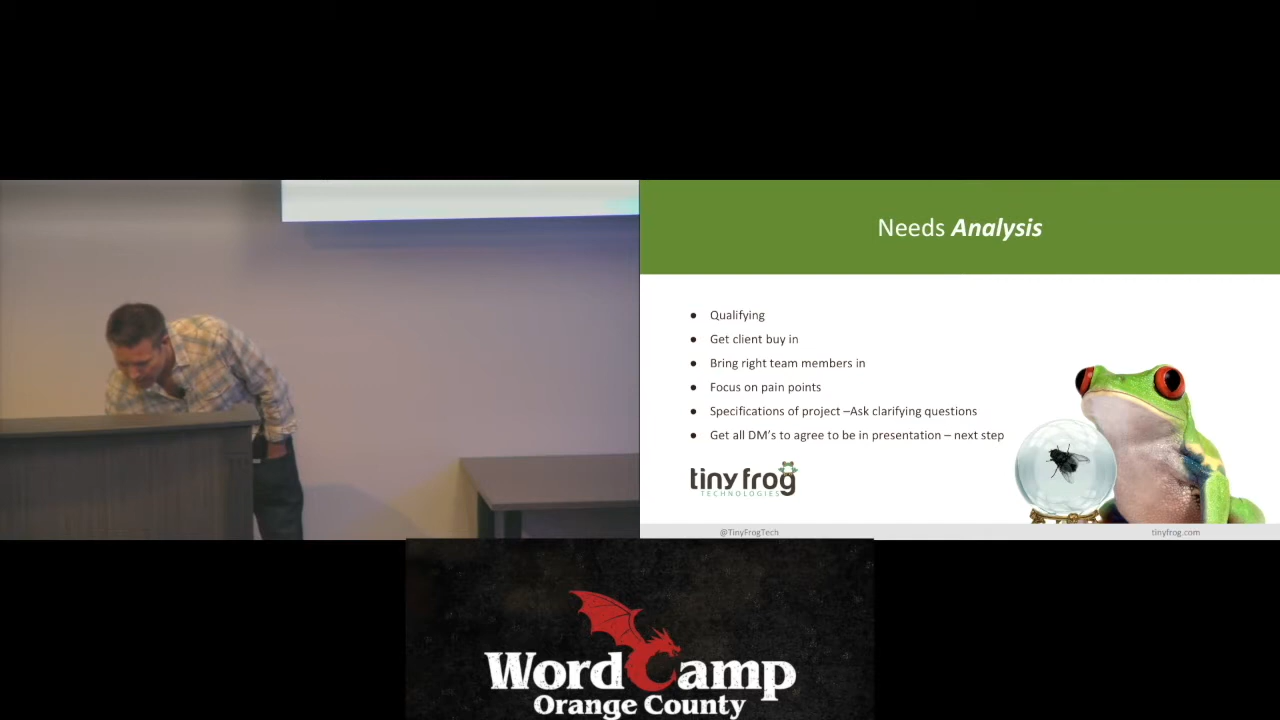 Needs Analysis
● Qualifying
● Get client buy in
● Bring right team members in
● Focus on pain points
● Specifications of project –Ask clarifying questions
● Get all DM's to agree to be in presentation – next step
tiny frog
TECHNOLOGIES
@TinyFrogTech
tinyfrog.com
WordCamp
Orange County